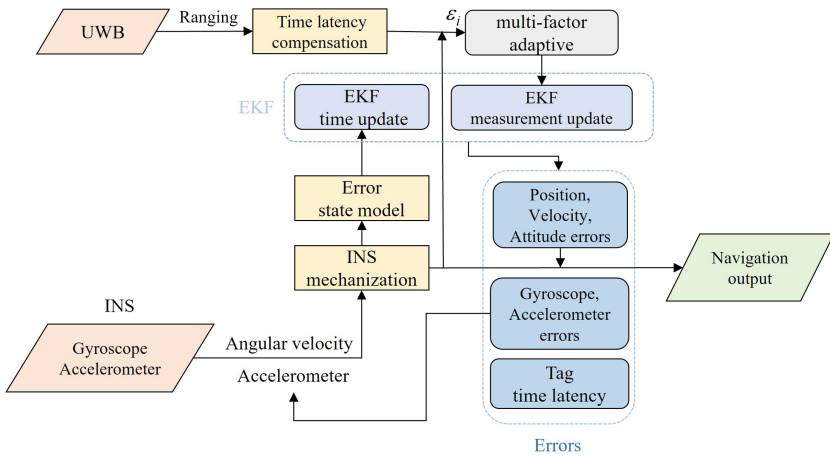 UWB
Ranging
Time latency
compensation
εi
multi-factor
adaptive
EKF
EKF
time update
EKF
measurement update
Error
state model
Position,
Velocity,
Attitude errors
INS
mechanization
Navigation
output
INS
Gyroscope
Accelerometer
Angular velocity
Accelerometer
Gyroscope,
Accelerometer
errors
Tag
time latency
Errors